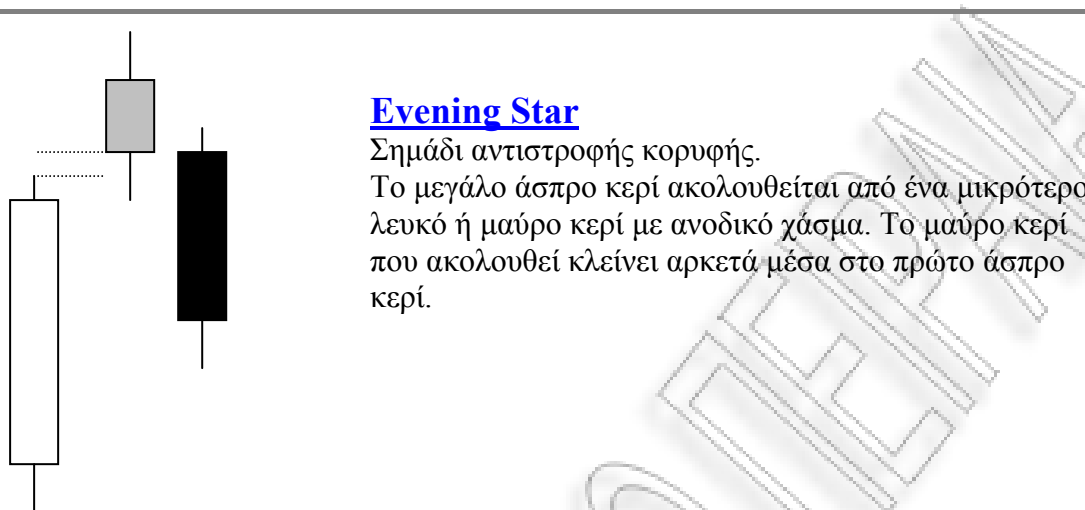 Evening Star
Σημάδι αντιστροφής κορυφής.
Το μεγάλο άσπρο κερί ακολουθείται από ένα μικρότερο
λευκό ή μαύρο κερί με ανοδικό χάσμα. Το μαύρο κερί
που ακολουθεί κλείνει αρκετά μέσα στο πρώτο άσπρο
κερί.